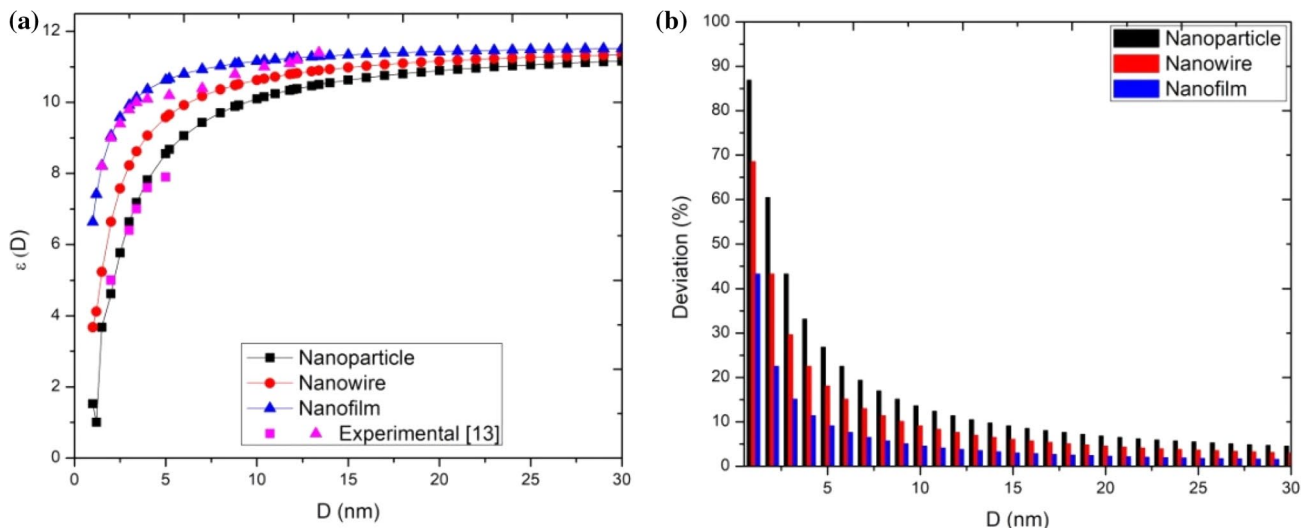 (a)
12
10
8
6
4
2
0
ε (D)
0
5
10
15
20
25
30
D (nm)
Nanoparticle
Nanowire
Nanofilm
Experimental [13]
(b)
100
90
80
70
60
50
40
30
20
10
0
Deviation (%)
5
10
15
20
25
30
D (nm)
Nanoparticle
Nanowire
Nanofilm